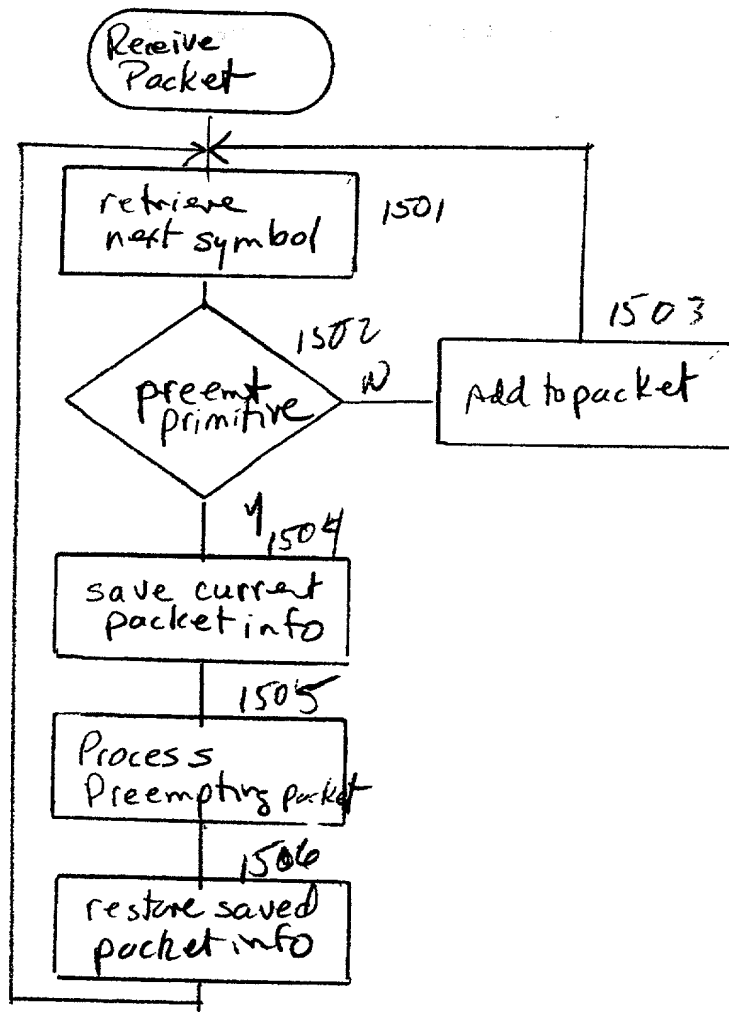 Receive
Packet
retrieve
next symbol
1501
1502
preemt
primitive
N
1503
Add to packet
Y
1504
save current
packet info
1505
Process
Preempting packet
1506
restore saved
packet info